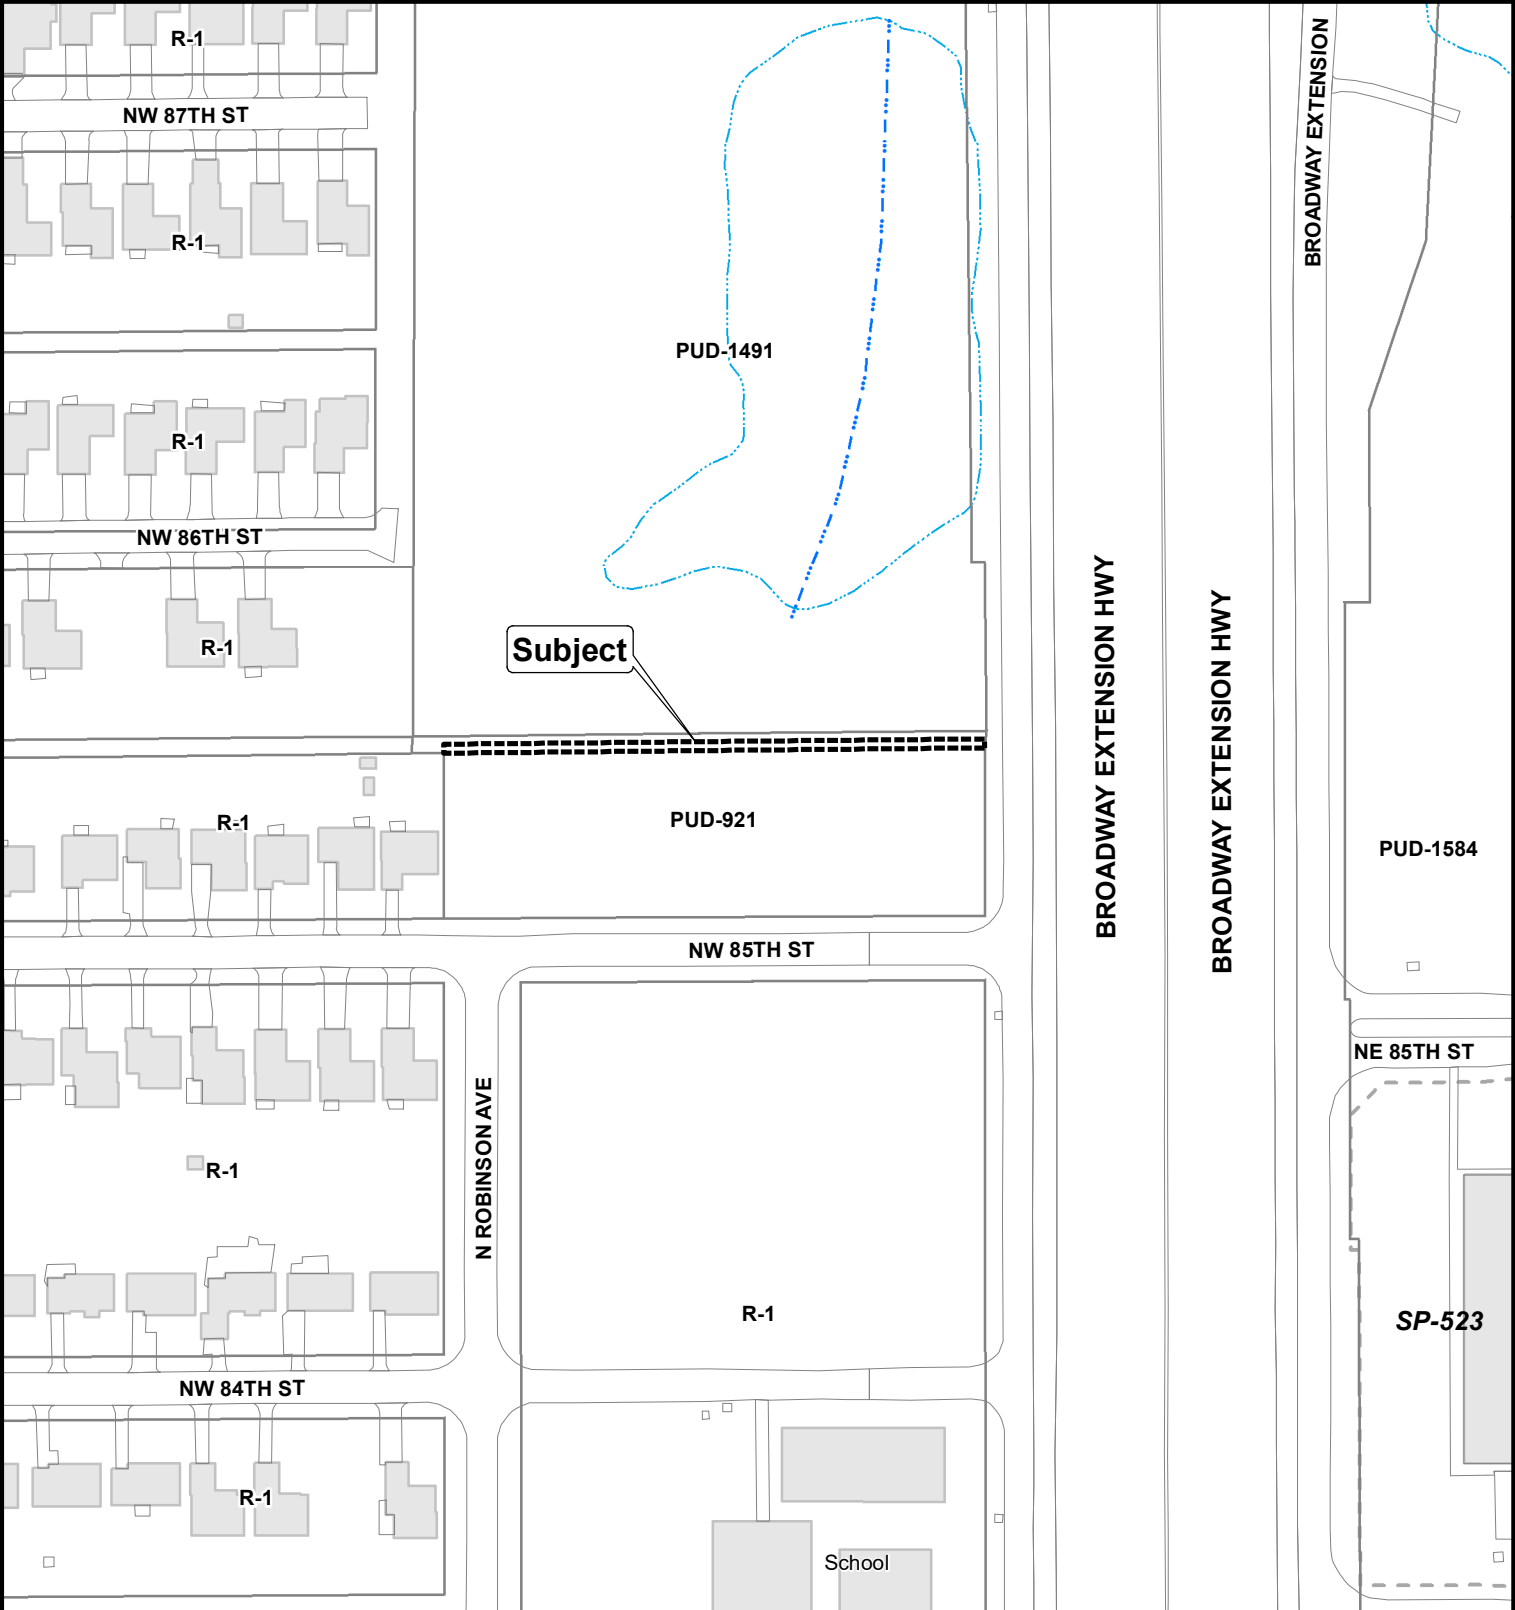 R-1
NW 87TH ST
BROADWAY EXTENSION
R-1
PUD-1491
R-1
NW 86TH ST
R-1
Subject
BROADWAY EXTENSION HWY
BROADWAY EXTENSION HWY
R-1
PUD-921
PUD-1584
NW 85TH ST
NE 85TH ST
N ROBINSON AVE
R-1
R-1
SP-523
NW 84TH ST
R-1
School